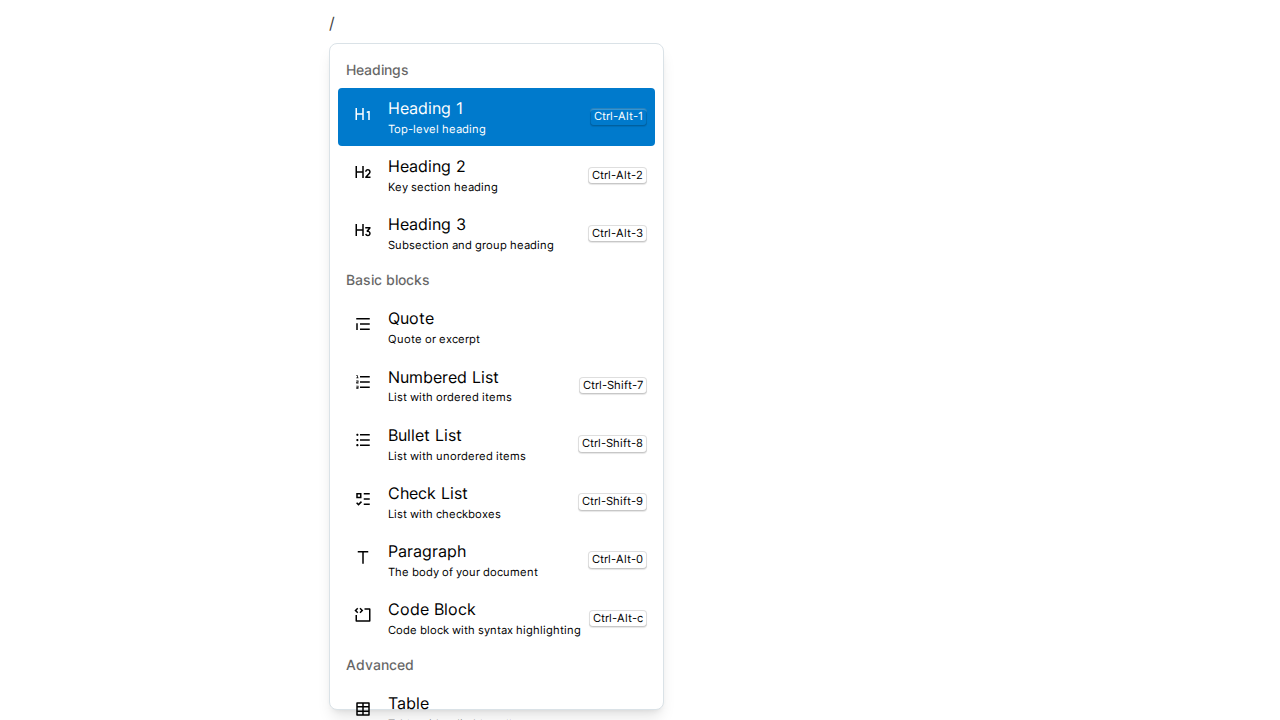 /
Headings
H1 Heading 1 Ctrl-Alt-1
Top-level heading
H2 Heading 2 Ctrl-Alt-2
Key section heading
H3 Heading 3 Ctrl-Alt-3
Subsection and group heading
Basic blocks
Quote
Quote or excerpt
Numbered List Ctrl-Shift-7
List with ordered items
Bullet List Ctrl-Shift-8
List with unordered items
Check List Ctrl-Shift-9
List with checkboxes
Paragraph Ctrl-Alt-0
The body of your document
Code Block Ctrl-Alt-c
Code block with syntax highlighting
Advanced
Table